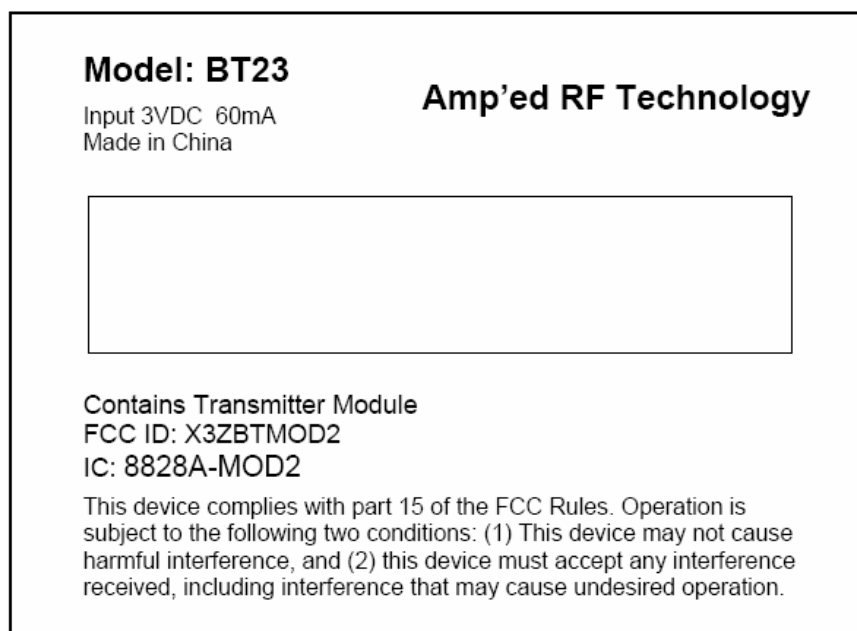 Model: BT23
Amp'ed RF Technology
Input 3VDC  60mA
Made in China
Contains Transmitter Module
FCC ID: X3ZBTMOD2
IC: 8828A-MOD2
This device complies with part 15 of the FCC Rules. Operation is
subject to the following two conditions: (1) This device may not cause
harmful interference, and (2) this device must accept any interference
received, including interference that may cause undesired operation.